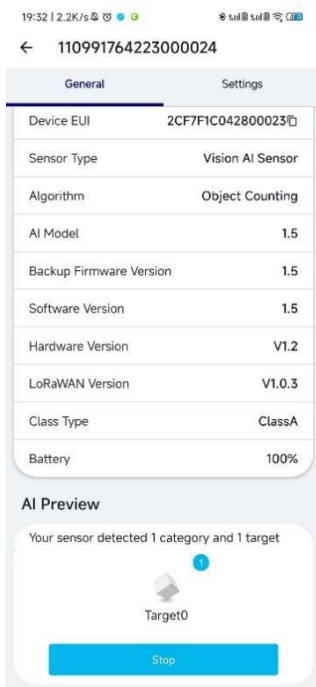 19:32 | 2.2K/s
110991764223000024
General Settings
Device EUI 2CF7F1C042800023
Sensor Type Vision AI Sensor
Algorithm Object Counting
AI Model 1.5
Backup Firmware Version 1.5
Software Version 1.5
Hardware Version V1.2
LoRaWAN Version V1.0.3
Class Type ClassA
Battery 100%
AI Preview
Your sensor detected 1 category and 1 target
1
Target0
Stop